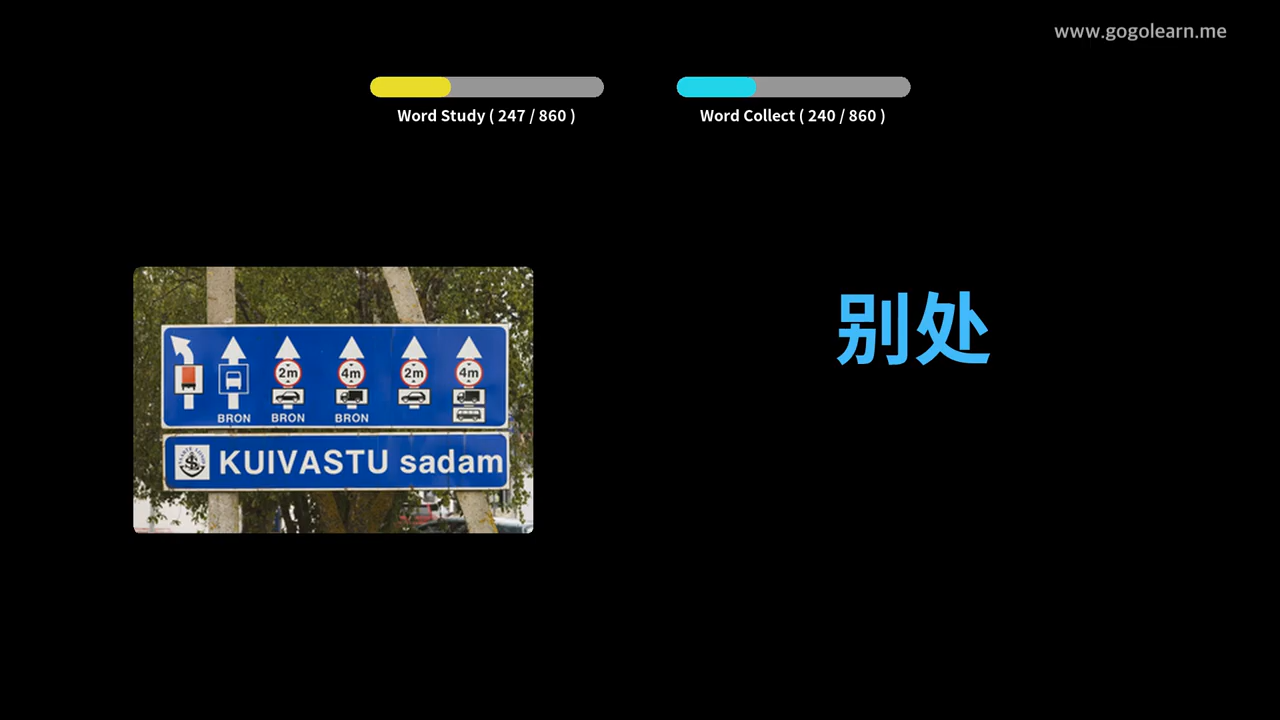 www.gogolearn.me
Word Study ( 247 / 860 )
Word Collect ( 240 / 860 )
别处
2m 4m 2m 4m
BRON BRON BRON
KUIVASTU sadam